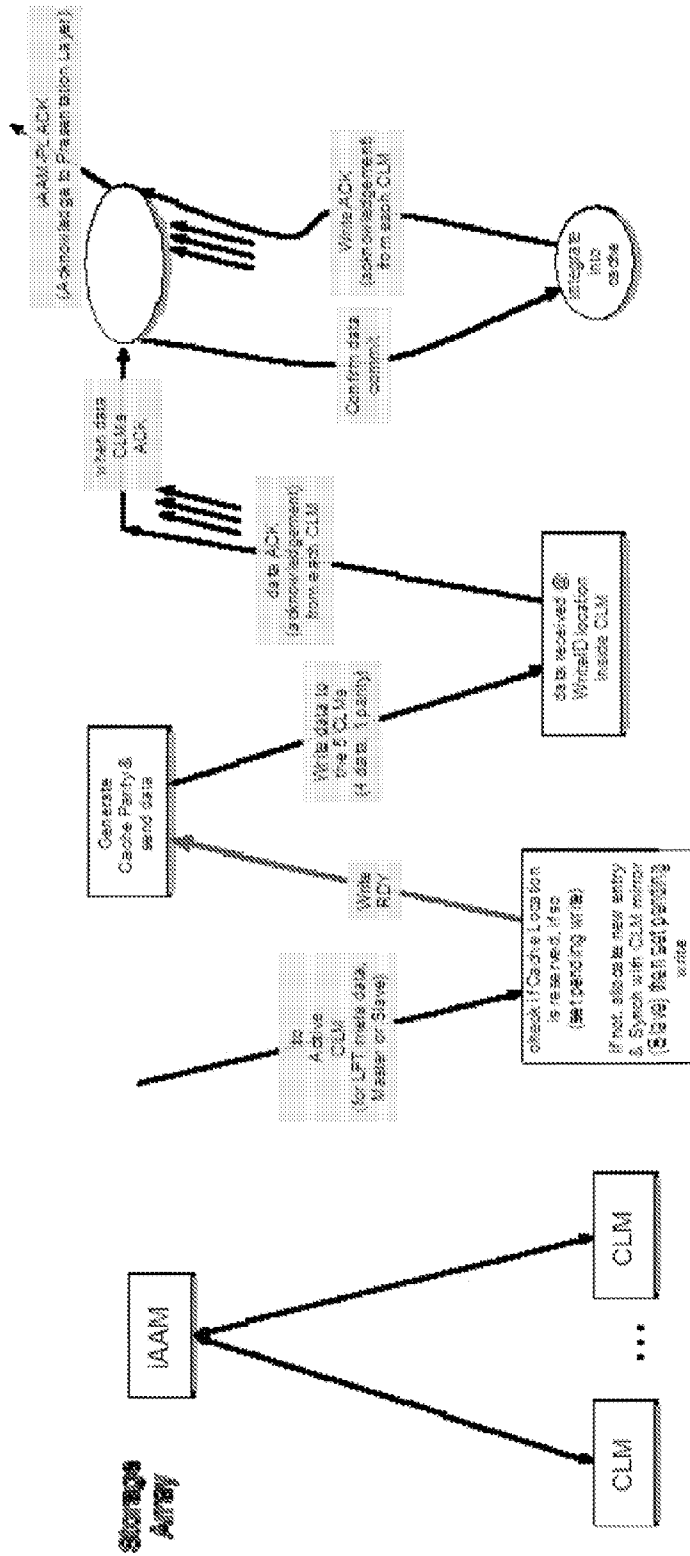 Storage
Array
IAAM
CLM
...
CLM
to
Active
CLM
(for LFT meta data,
Master or Slave)
check if Cache Location
is reserved, if so
(set pending write)
If not, allocate new entry
& Synch with CLM mirror
(Slave) then set pending
write
Write
RDY
Generate
Cache Parity &
send data
Write data to
the 5 CLMs
(4 data, 1 parity)
data received @
WriteID location
inside CLM
data ACK
(acknowledgement)
from each CLM
when data
CLMs
ACK
Confirm data
commit
Integrate
into
cache
Write ACK
(acknowledgement)
from each CLM
IAAM-PL ACK
(Acknowledge to Presentation Layer)